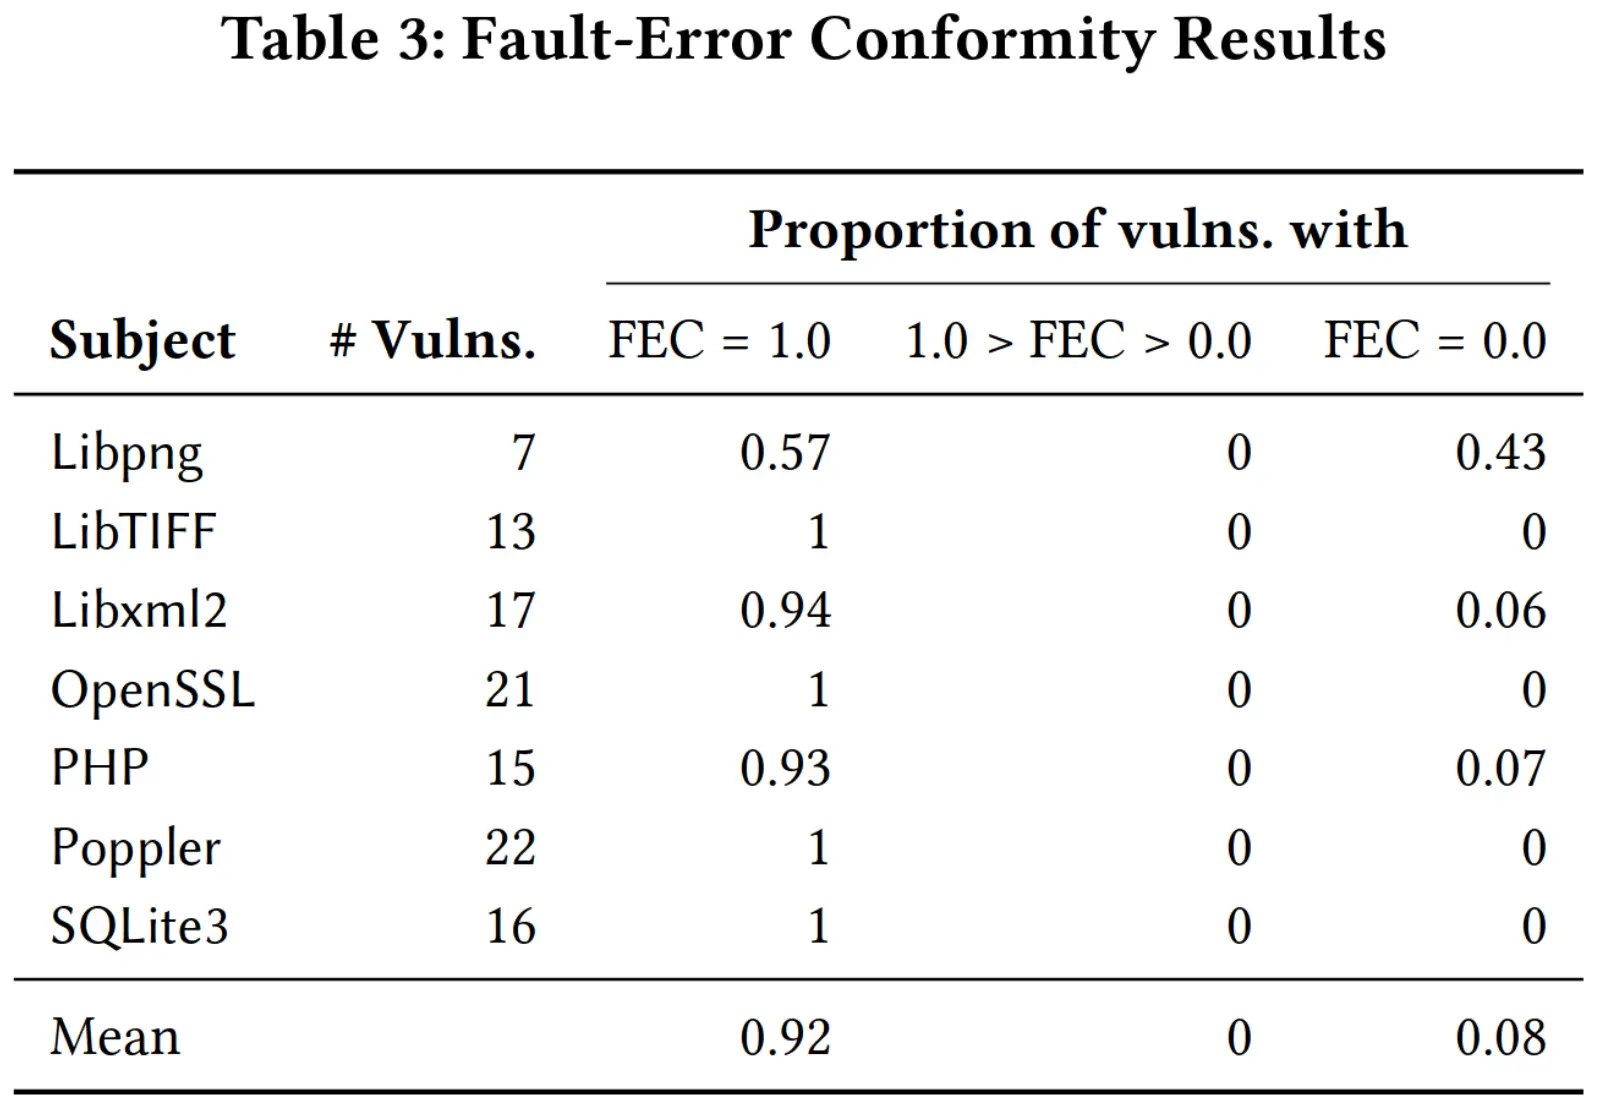 Table 3: Fault-Error Conformity Results
Proportion of vulns. with
Subject # Vulns. FEC = 1.0 1.0 > FEC > 0.0 FEC = 0.0
Libpng 7 0.57 0 0.43
LibTIFF 13 1 0 0
Libxml2 17 0.94 0 0.06
OpenSSL 21 1 0 0
PHP 15 0.93 0 0.07
Poppler 22 1 0 0
SQLite3 16 1 0 0
Mean 0.92 0 0.08